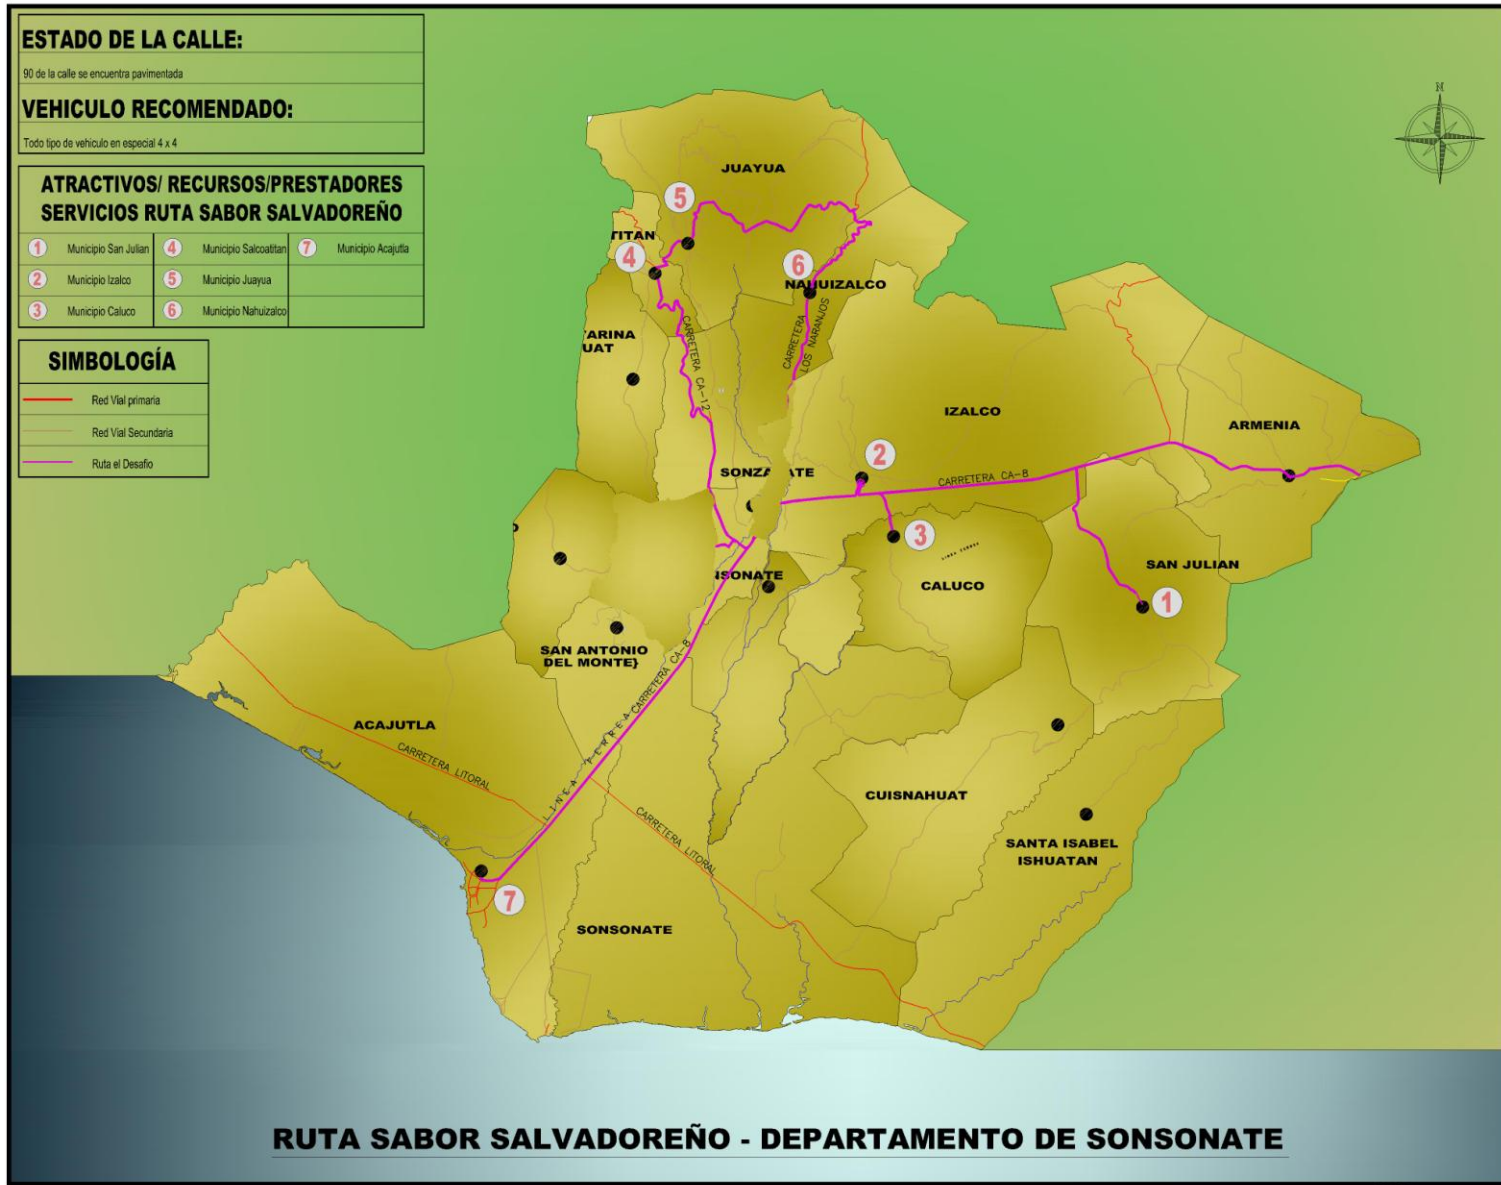 ESTADO DE LA CALLE:
90 de la calle se encuentra pavimentada
VEHICULO RECOMENDADO:
Todo tipo de vehiculo en especial 4 x 4
ATRACTIVOS/ RECURSOS/PRESTADORES
SERVICIOS RUTA SABOR SALVADOREÑO
1 Municipio San Julian 4 Municipio Salcoatitan 7 Municipio Acajutla
2 Municipio Izalco 5 Municipio Juayua
3 Municipio Caluco 6 Municipio Nahuizalco
SIMBOLOGÍA
Red Vial primaria
Red Vial Secundaria
Ruta el Desafio
N
JUAYUA
5
TITAN
4
6
NAHUIZALCO
CARRETERA
LOS NARANJOS
TARINA
UAT
CARRETERA CA-12
IZALCO
ARMENIA
2
SONZA ATE
CARRETERA CA-8
3
SAN JULIAN
NSONATE
CALUCO
1
SAN ANTONIO
DEL MONTE}
CARRETERA CA-8
LINEA FERREA
ACAJUTLA
CARRETERA LITORAL
CUISNAHUAT
CARRETERA LITORAL
SANTA ISABEL
ISHUATAN
7
SONSONATE
RUTA SABOR SALVADOREÑO - DEPARTAMENTO DE SONSONATE